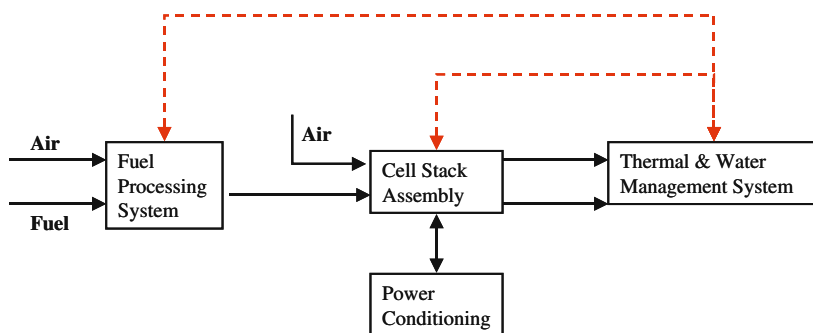 Air
Fuel
Fuel
Processing
System
Air
Cell Stack
Assembly
Thermal & Water
Management System
Power
Conditioning